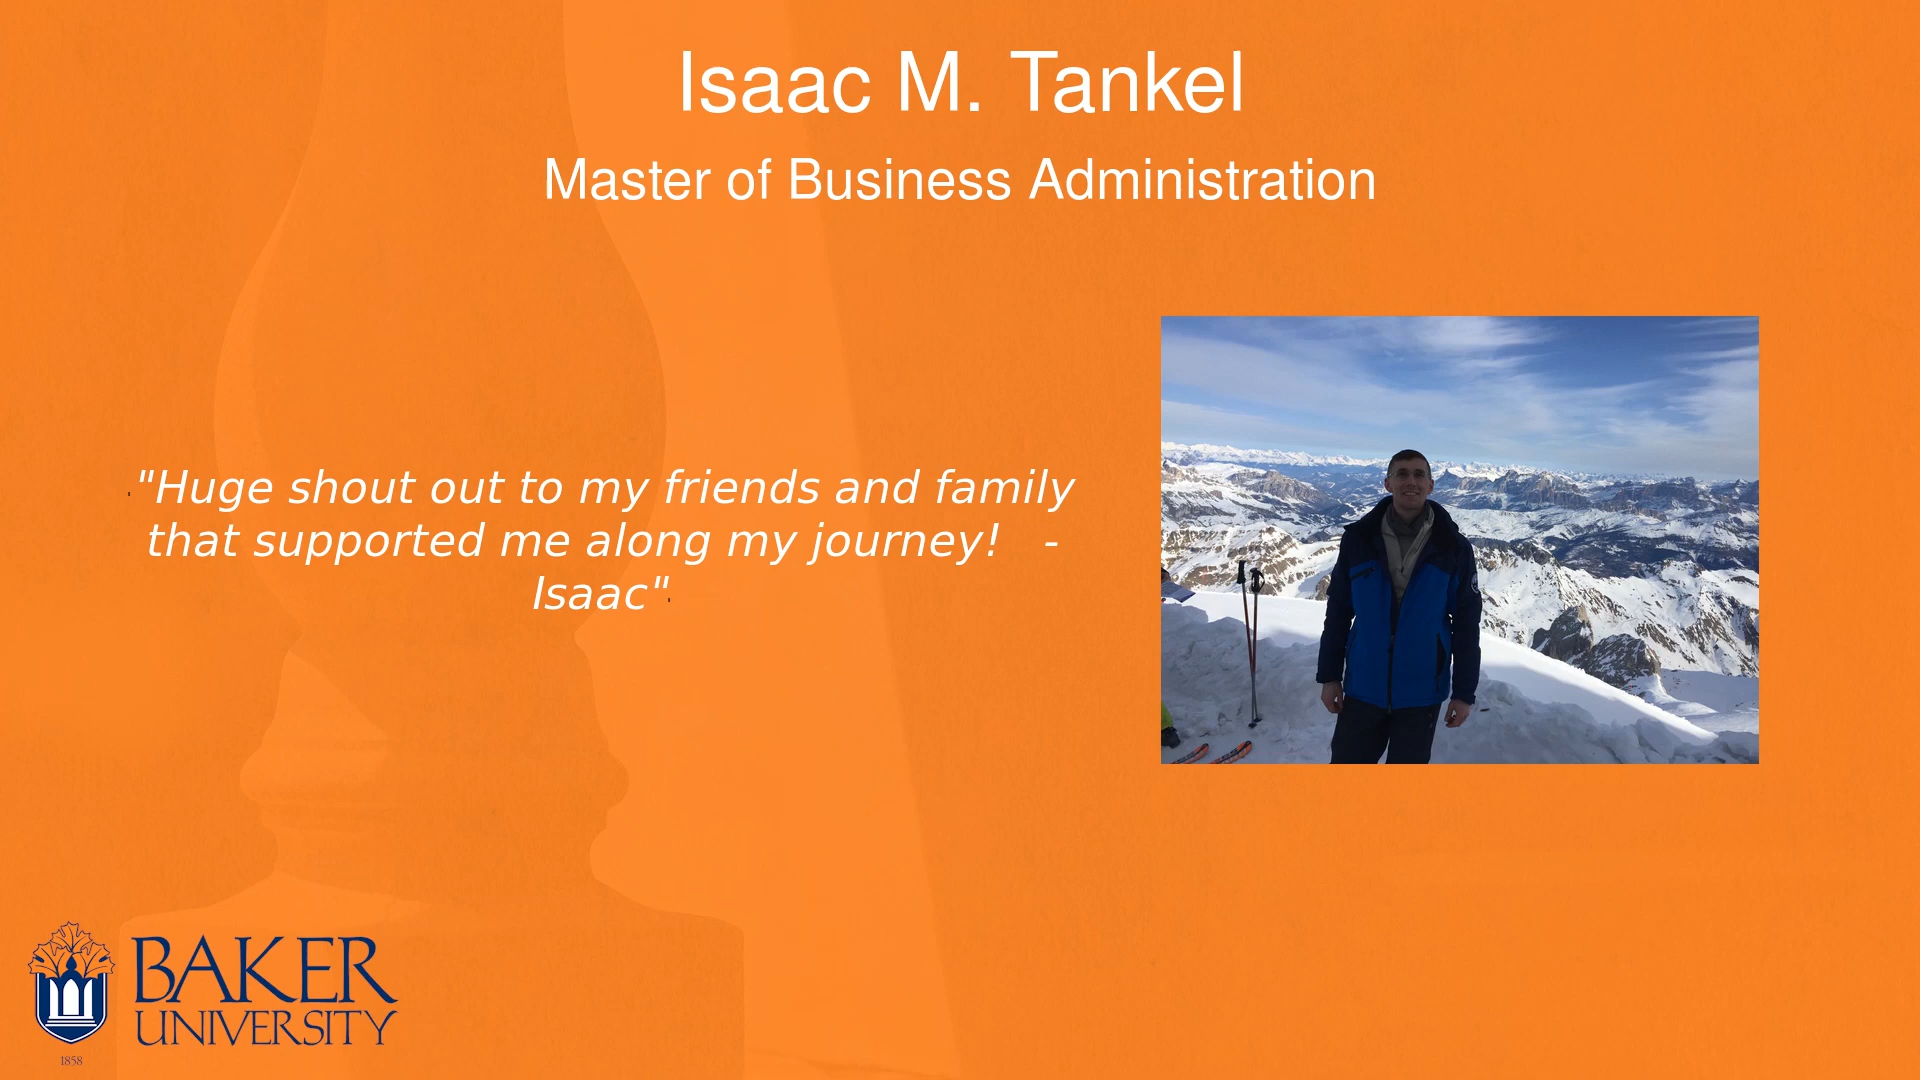 Isaac M. Tankel
Master of Business Administration
"Huge shout out to my friends and family
that supported me along my journey!   -
Isaac"
BAKER
UNIVERSITY
1858